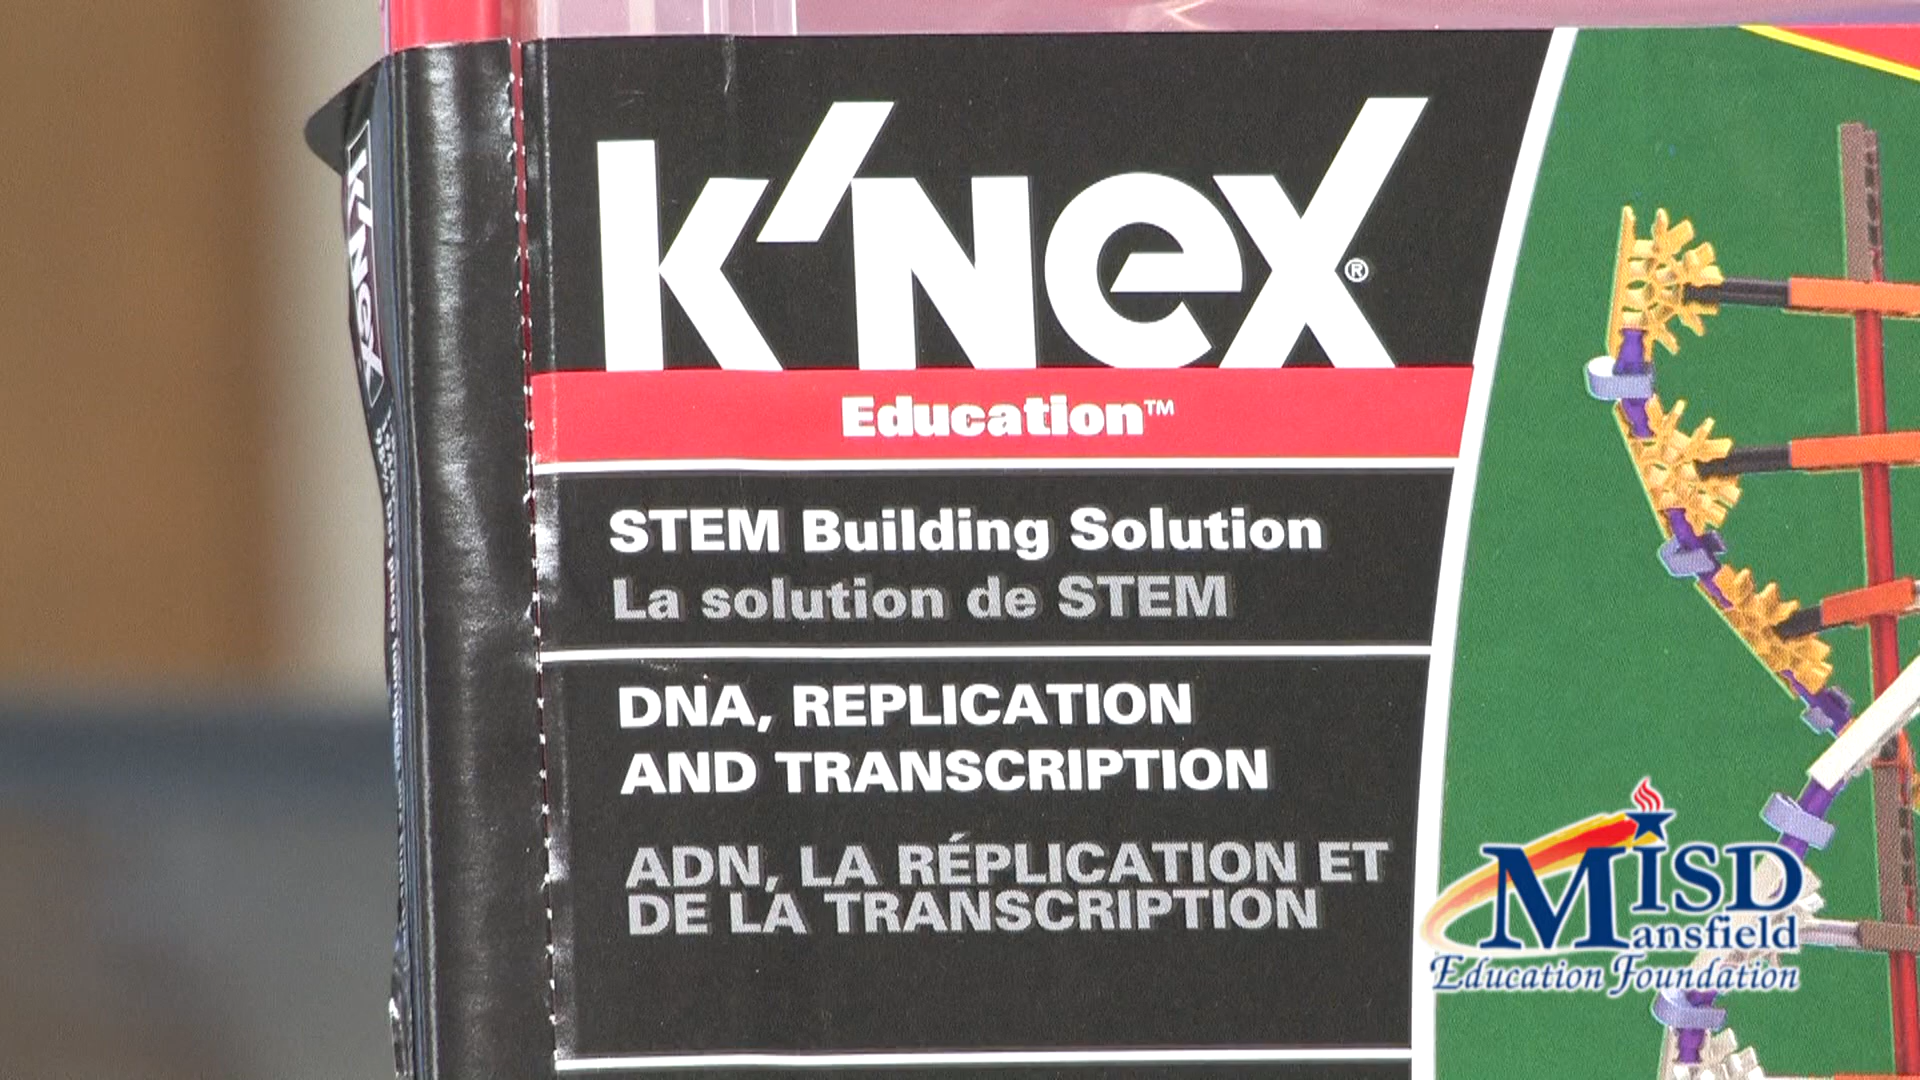 K'NEX®
Education™
STEM Building Solution
La solution de STEM
DNA, REPLICATION
AND TRANSCRIPTION
ADN, LA RÉPLICATION ET
DE LA TRANSCRIPTION
K'NEX
MISD
Mansfield
Education Foundation